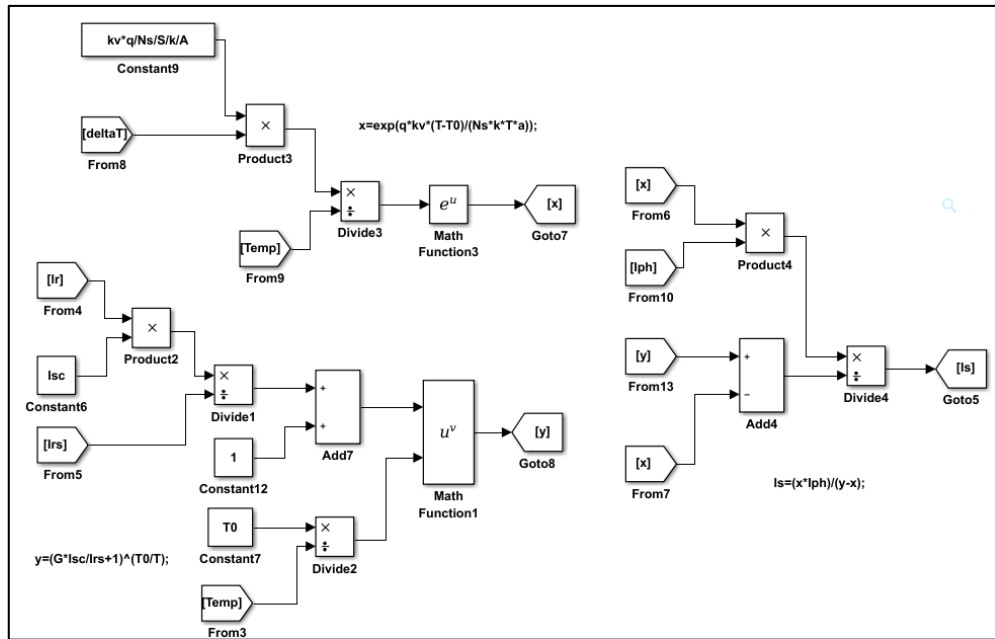 kv*q/Ns/S/k/A
Constant9
[deltaT]
From8
×
Product3
x=exp(q*kv*(T-T0)/(Ns*k*T*a));
×
÷
Divide3
[Temp]
From9
e^u
Math
Function3
[x]
Goto7
[x]
From6
[Iph]
From10
×
Product4
[Ir]
From4
Isc
Constant6
×
Product2
[Irs]
From5
×
÷
Divide1
1
Constant12
+
+
Add7
u^v
Math
Function1
[y]
Goto8
T0
Constant7
×
÷
Divide2
[Temp]
From3
y=(G*Isc/Irs+1)^(T0/T);
[y]
From13
[x]
From7
+
−
Add4
×
÷
Divide4
[Is]
Goto5
Is=(x*Iph)/(y-x);